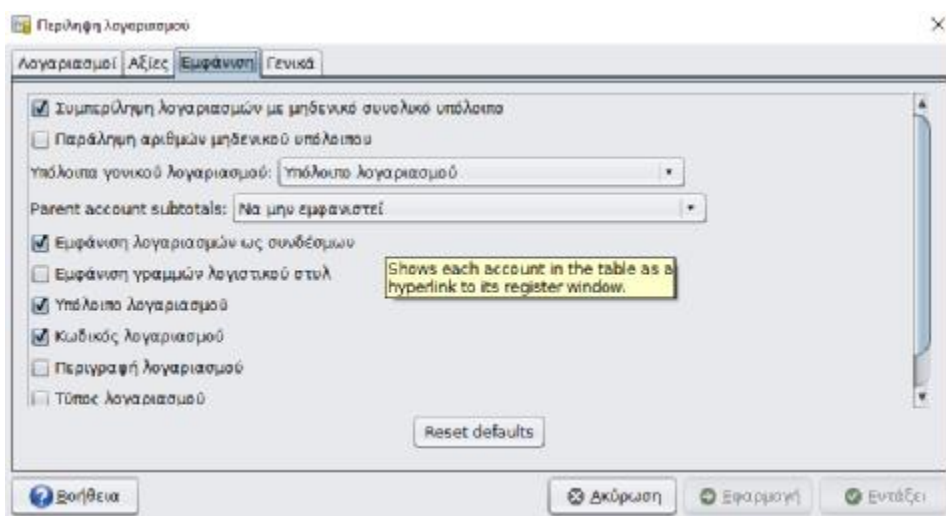 Περίληψη λογαριασμού
Λογαριασμοί Αξίες Εμφάνιση Γενικά
Συμπερίληψη λογαριασμών με μηδενικό συνολικό υπόλοιπο
Παράληψη αριθμών μηδενικού υπόλοιπου
Υπόλοιπα γονικού λογαριασμού: Υπόλοιπο λογαριασμού
Parent account subtotals: Να μην εμφανιστεί
Εμφάνιση λογαριασμών ως συνδέσμων
Εμφάνιση γραμμών λογιστικού στυλ
Shows each account in the table as a
hyperlink to its register window.
Υπόλοιπο λογαριασμού
Κωδικός λογαριασμού
Περιγραφή λογαριασμού
Τύπος λογαριασμού
Reset defaults
Βοήθεια Ακύρωση Εφαρμογή Εντάξει